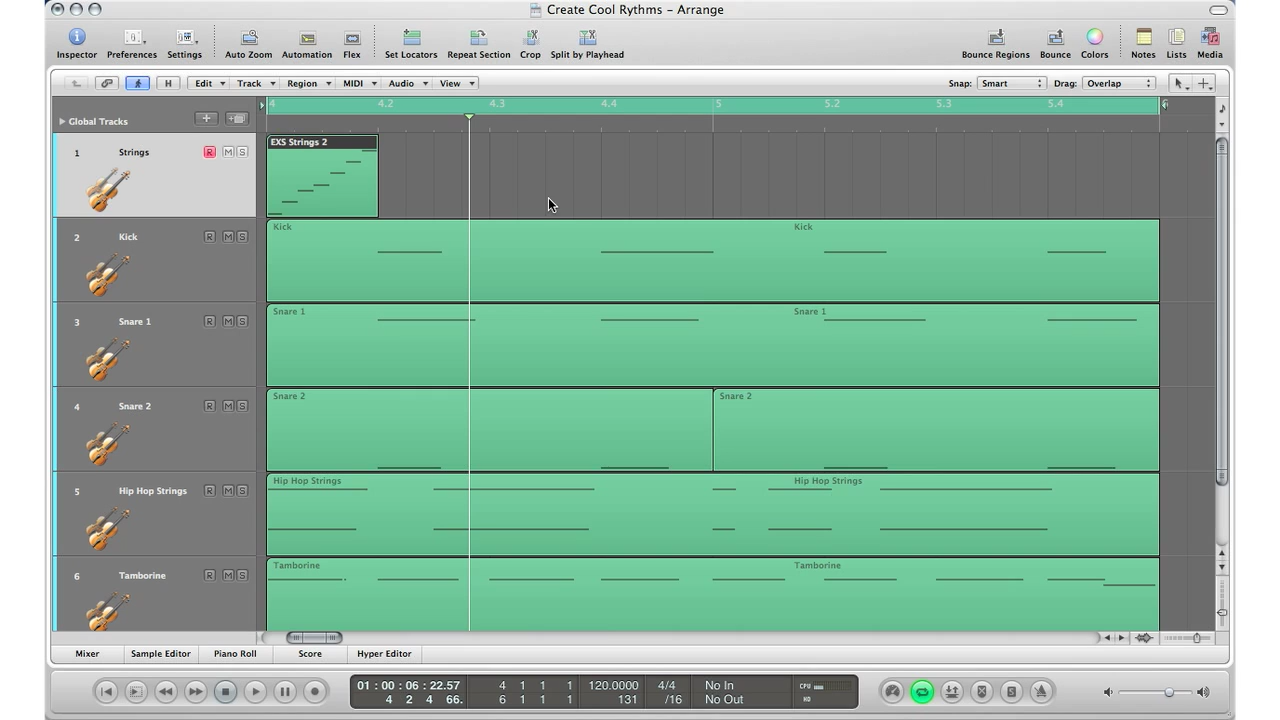 Create Cool Rythms – Arrange
Inspector Preferences Settings Auto Zoom Automation Flex Set Locators Repeat Section Crop Split by Playhead Bounce Regions Bounce Colors Notes Lists Media
H Edit Track Region MIDI Audio View Snap: Smart Drag: Overlap
4 4.2 4.3 4.4 5 5.2 5.3 5.4
Global Tracks
1 Strings R M S
EXS Strings 2
2 Kick R M S
Kick Kick
3 Snare 1 R M S
Snare 1 Snare 1
4 Snare 2 R M S
Snare 2 Snare 2
5 Hip Hop Strings R M S
Hip Hop Strings Hip Hop Strings
6 Tamborine R M S
Tamborine Tamborine
Mixer Sample Editor Piano Roll Score Hyper Editor
01 : 00 : 06 : 22.57 4 1 1 1 120.0000 4/4 No In CPU
4 2 4 66. 6 1 1 1 131 /16 No Out HD
S